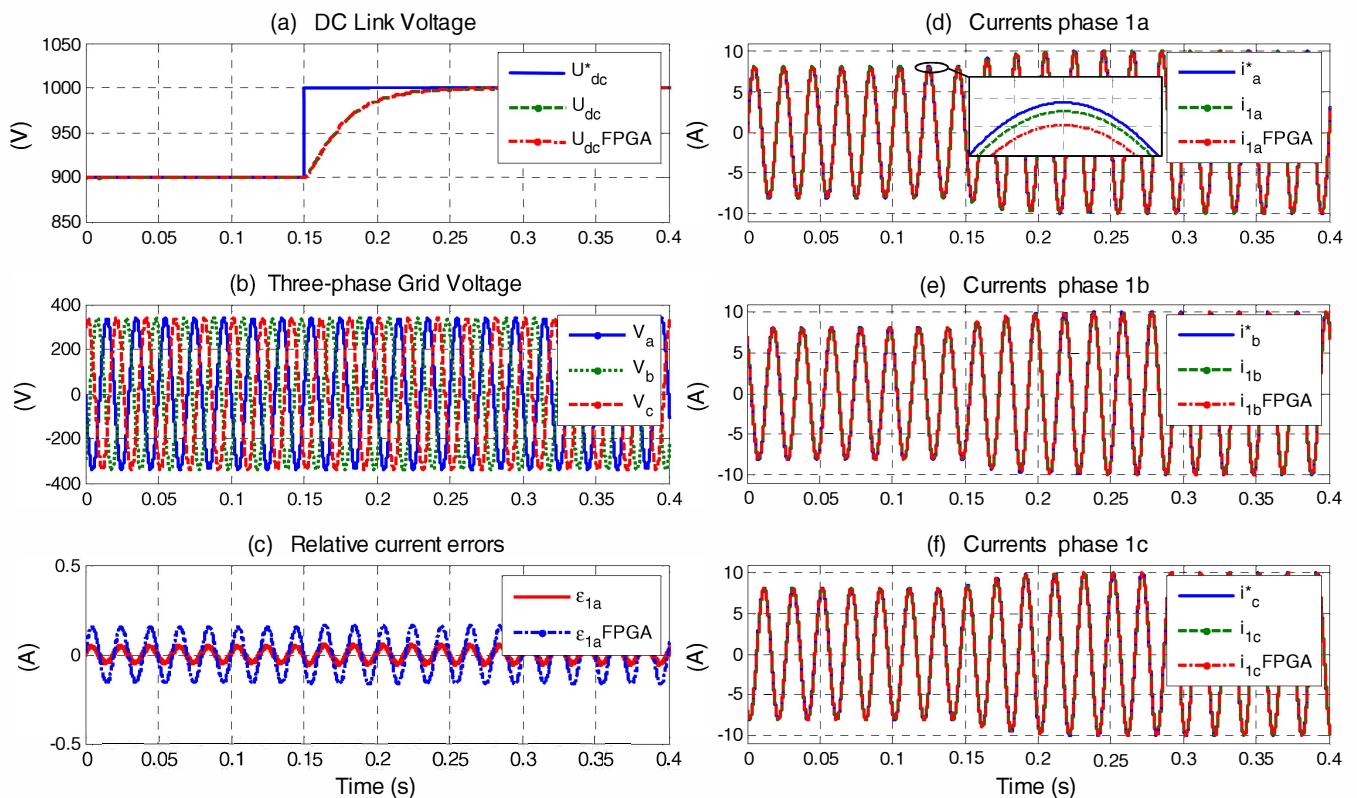 (a) DC Link Voltage
1050
1000
950
900
850
(V)
U*dc
Udc
UdcFPGA
0 0.05 0.1 0.15 0.2 0.25 0.3 0.35 0.4
(b) Three-phase Grid Voltage
400
200
0
-200
-400
(V)
Va
Vb
Vc
0 0.05 0.1 0.15 0.2 0.25 0.3 0.35 0.4
(c) Relative current errors
0.5
0
-0.5
(A)
ε1a
ε1aFPGA
0 0.05 0.1 0.15 0.2 0.25 0.3 0.35 0.4
Time (s)
(d) Currents phase 1a
10
5
0
-5
-10
(A)
i*a
i1a
i1aFPGA
0 0.05 0.1 0.15 0.2 0.25 0.3 0.35 0.4
(e) Currents phase 1b
10
5
0
-5
-10
(A)
i*b
i1b
i1bFPGA
0 0.05 0.1 0.15 0.2 0.25 0.3 0.35 0.4
(f) Currents phase 1c
10
5
0
-5
-10
(A)
i*c
i1c
i1cFPGA
0 0.05 0.1 0.15 0.2 0.25 0.3 0.35 0.4
Time (s)